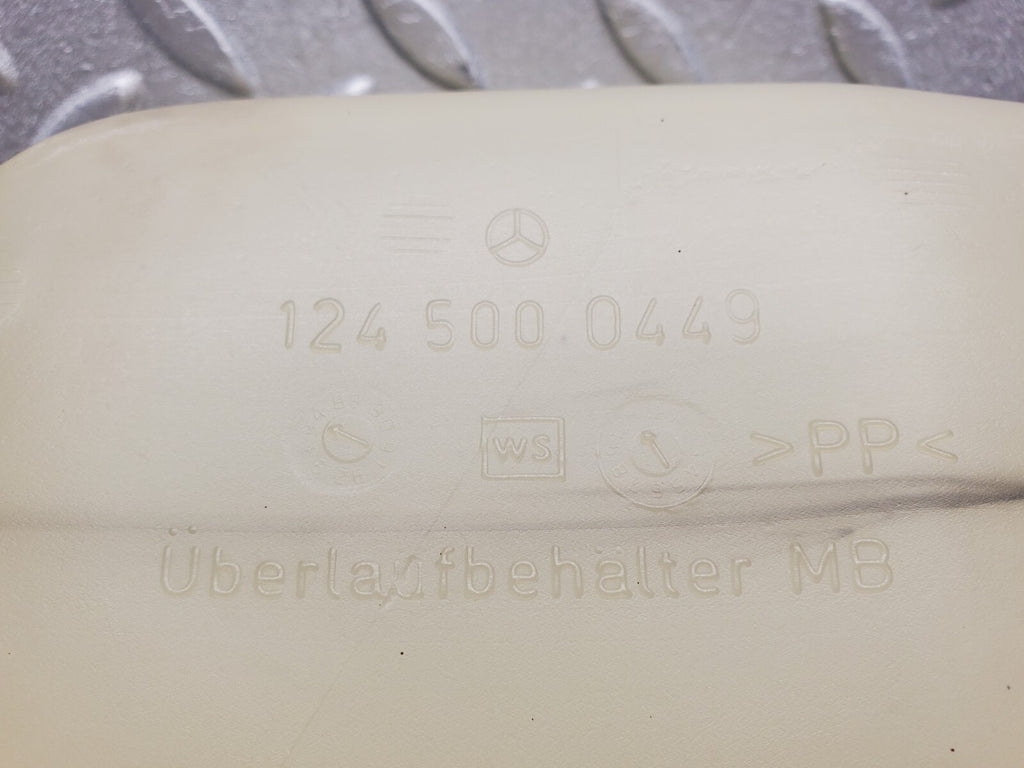 124 500 0449
WS >PP<
Überlaufbehälter MB